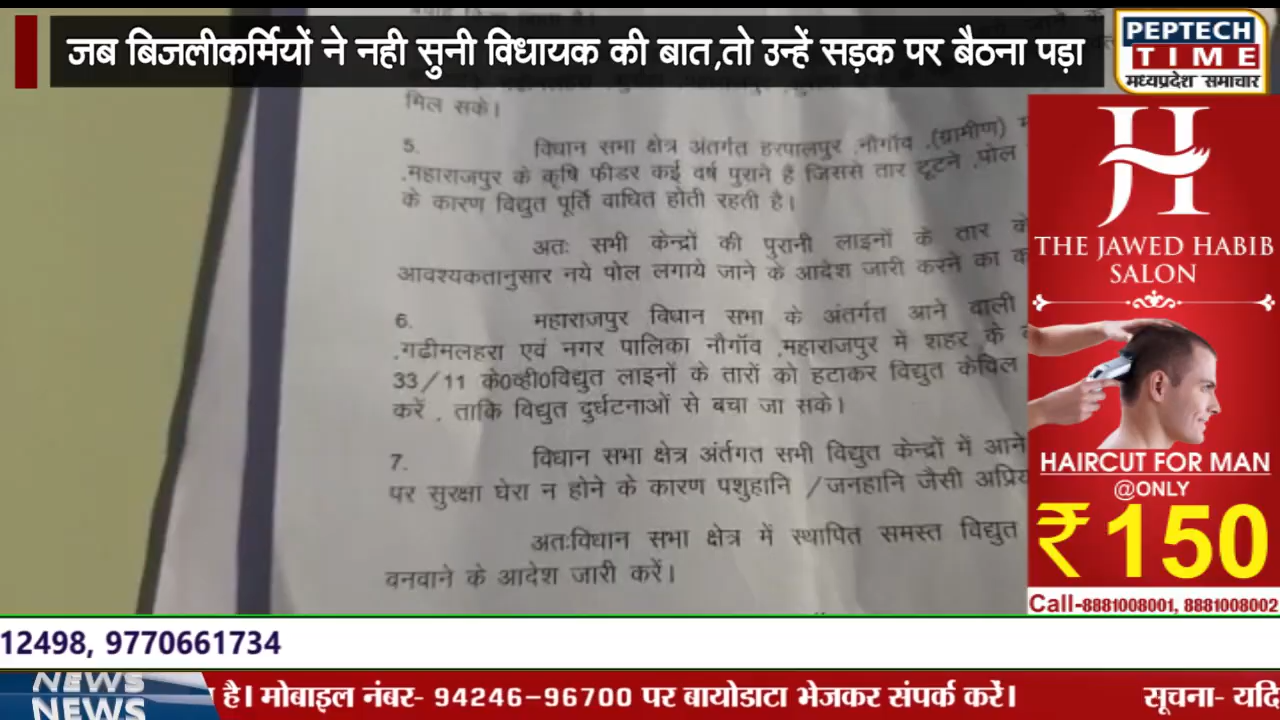 जब बिजलीकर्मियों ने नही सुनी विधायक की बात,तो उन्हें सड़क पर बैठना पड़ा
PEPTECH
TIME
मध्यप्रदेश समाचार
मिल सके।
5. विधान सभा क्षेत्र अंतर्गत हरपालपुर ,नौगॉव ,(ग्रामीण)
,महाराजपुर के कृषि फीडर कई वर्ष पुराने है जिससे तार टूटने ,पोल
के कारण विद्युत पूर्ति वाधित होती रहती है।
अतः सभी केन्द्रों की पुरानी लाइनों के तार
आवश्यकतानुसार नये पोल लगाये जाने के आदेश जारी करने का
6. महाराजपुर विधान सभा के अंतर्गत आने वाली
,गढीमलहरा एवं नगर पालिका नौगॉव ,महाराजपुर में शहर के
33/11 के0व्ही0विद्युत लाइनों के तारों को हटाकर विद्युत केविल
करें , ताकि विद्युत दुर्घटनाओं से बचा जा सके।
7. विधान सभा क्षेत्र अंर्तगत सभी विद्युत केन्द्रों में आने
पर सुरक्षा घेरा न होने के कारण पशुहानि /जनहानि जैसी
अतःविधान सभा क्षेत्र में स्थापित समस्त विद्युत
वनवाने के आदेश जारी करें।
H
THE JAWED HABIB
SALON
HAIRCUT FOR MAN
@ONLY
₹150
Call-8881008001, 8881008002
12498, 9770661734
NEWS
NEWS
है। मोबाइल नंबर- 94246-96700 पर बायोडाटा भेजकर संपर्क करें। सूचना- यदि